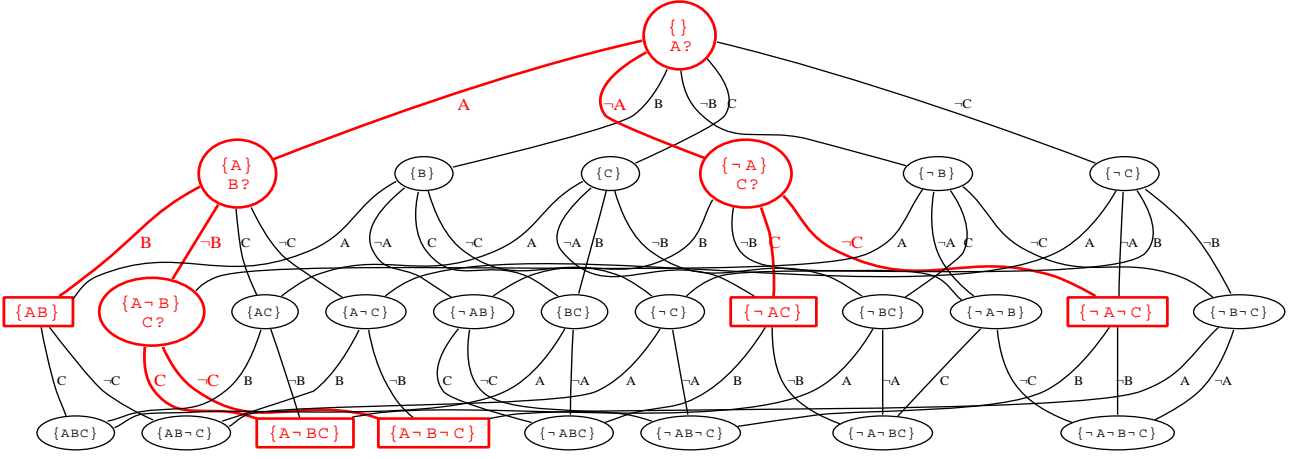 {}
A?
A
¬A
B
¬B
C
¬C
{A}
B?
{B}
{C}
{¬A}
C?
{¬B}
{¬C}
B
¬B
C
¬C
A
¬A
C
¬C
A
¬A
B
¬B
B
¬B
C
¬C
A
¬A
C
¬C
A
¬A
B
¬B
{AB}
{A¬B}
C?
{AC}
{A¬C}
{¬AB}
{BC}
{¬C}
{¬AC}
{¬BC}
{¬A¬B}
{¬A¬C}
{¬B¬C}
C
¬C
C
¬C
B
¬B
B
¬B
C
¬C
A
¬A
A
¬A
B
¬B
A
¬A
C
¬C
B
¬B
A
¬A
{ABC}
{AB¬C}
{A¬BC}
{A¬B¬C}
{¬ABC}
{¬AB¬C}
{¬A¬BC}
{¬A¬B¬C}